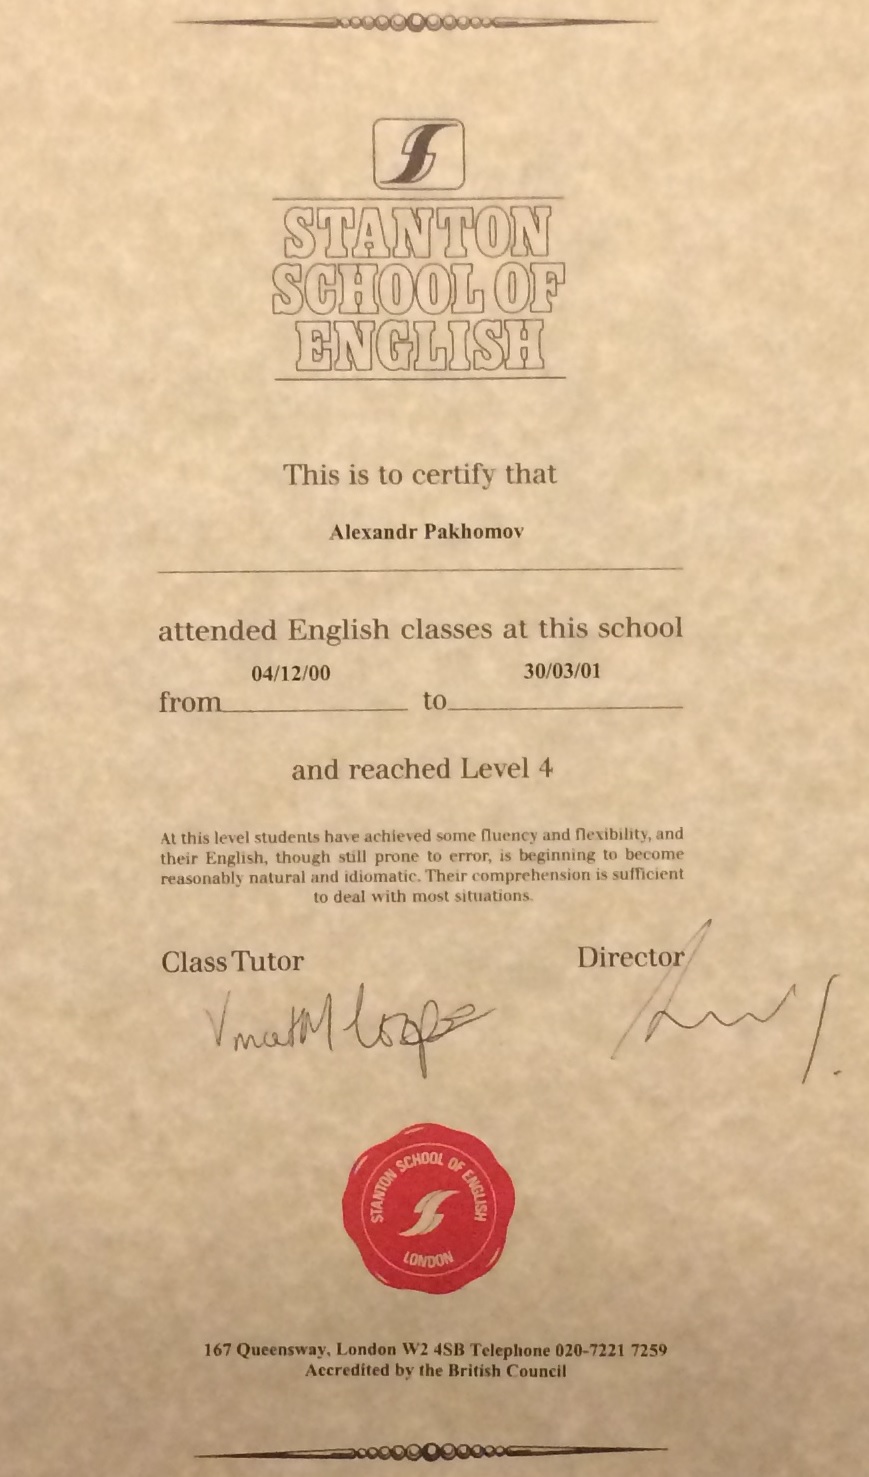 STANTON
SCHOOL OF
ENGLISH
This is to certify that
Alexandr Pakhomov
attended English classes at this school
04/12/00 30/03/01
from to
and reached Level 4
At this level students have achieved some fluency and flexibility, and
their English, though still prone to error, is beginning to become
reasonably natural and idiomatic. Their comprehension is sufficient
to deal with most situations.
Class Tutor Director
STANTON SCHOOL OF ENGLISH
LONDON
167 Queensway, London W2 4SB Telephone 020-7221 7259
Accredited by the British Council